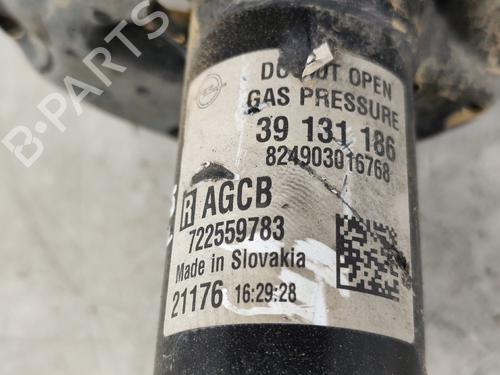 DO NOT OPEN
GAS PRESSURE
39 131 186
824903016768
R AGCB
722559783
Made in Slovakia
21176 16:29:28
B-PARTS